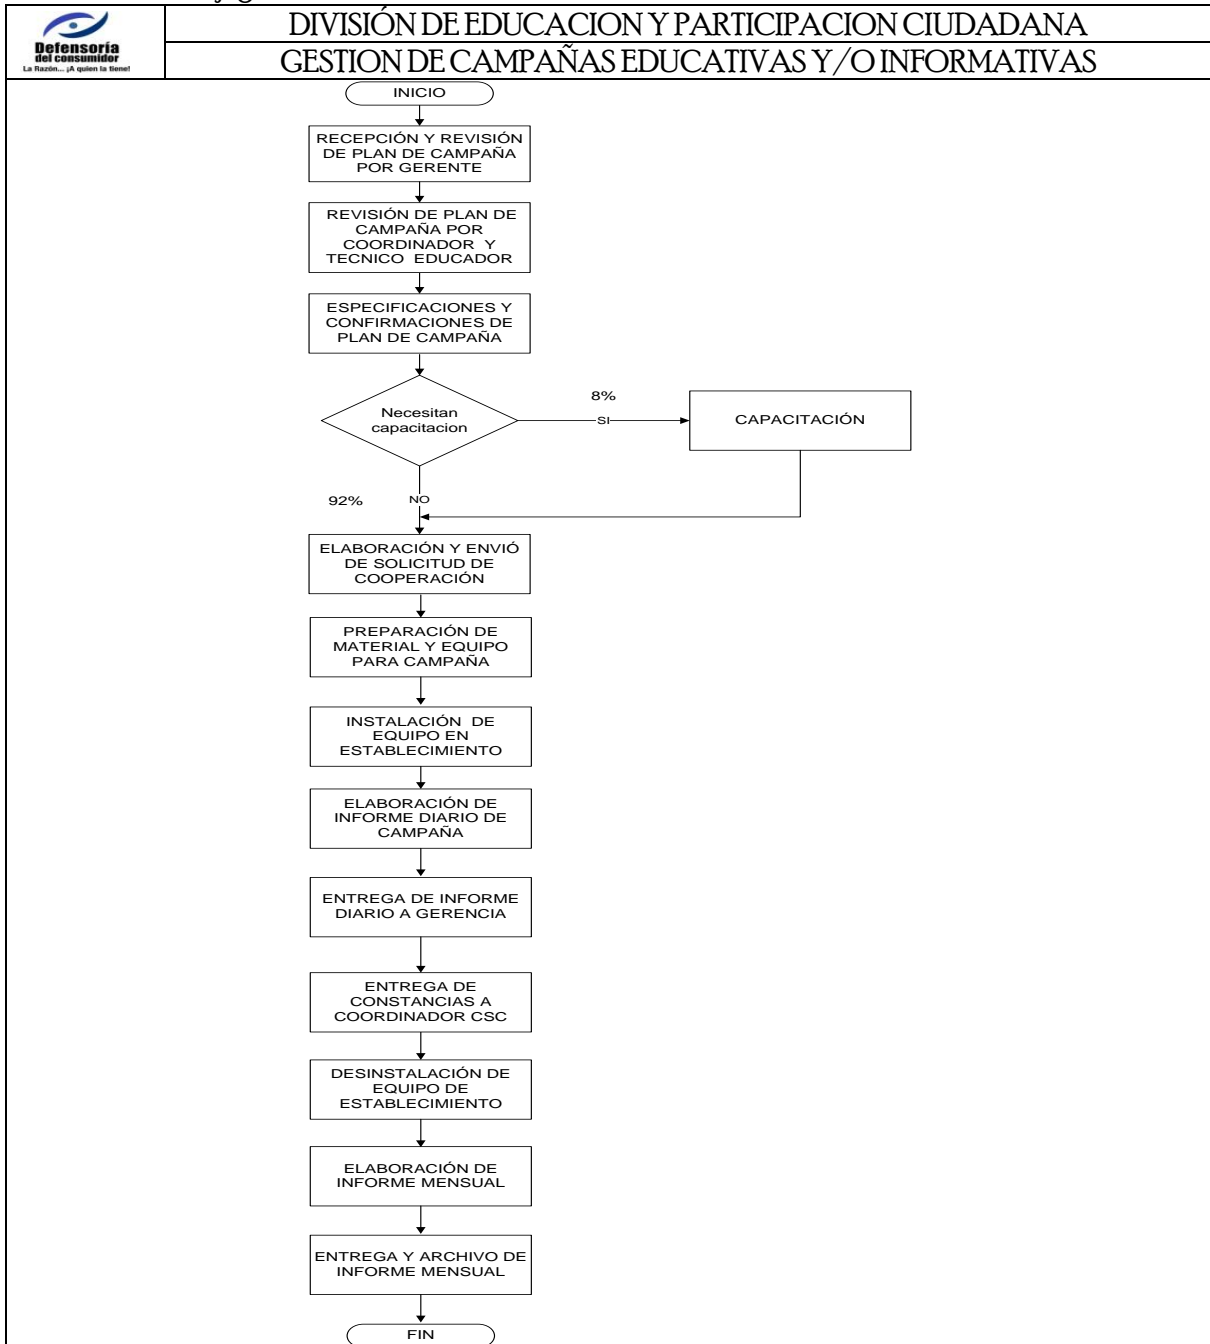 Defensoría
del consumidor
La Razón... ¡A quien la tiene!
DIVISIÓN DE EDUCACION Y PARTICIPACION CIUDADANA
GESTION DE CAMPAÑAS EDUCATIVAS Y/O INFORMATIVAS
INICIO
RECEPCIÓN Y REVISIÓN
DE PLAN DE CAMPAÑA
POR GERENTE
REVISIÓN DE PLAN DE
CAMPAÑA POR
COORDINADOR Y
TECNICO EDUCADOR
ESPECIFICACIONES Y
CONFIRMACIONES DE
PLAN DE CAMPAÑA
Necesitan
capacitacion
8%
SI
CAPACITACIÓN
92%
NO
ELABORACIÓN Y ENVIÓ
DE SOLICITUD DE
COOPERACIÓN
PREPARACIÓN DE
MATERIAL Y EQUIPO
PARA CAMPAÑA
INSTALACIÓN DE
EQUIPO EN
ESTABLECIMIENTO
ELABORACIÓN DE
INFORME DIARIO DE
CAMPAÑA
ENTREGA DE INFORME
DIARIO A GERENCIA
ENTREGA DE
CONSTANCIAS A
COORDINADOR CSC
DESINSTALACIÓN DE
EQUIPO DE
ESTABLECIMIENTO
ELABORACIÓN DE
INFORME MENSUAL
ENTREGA Y ARCHIVO DE
INFORME MENSUAL
FIN